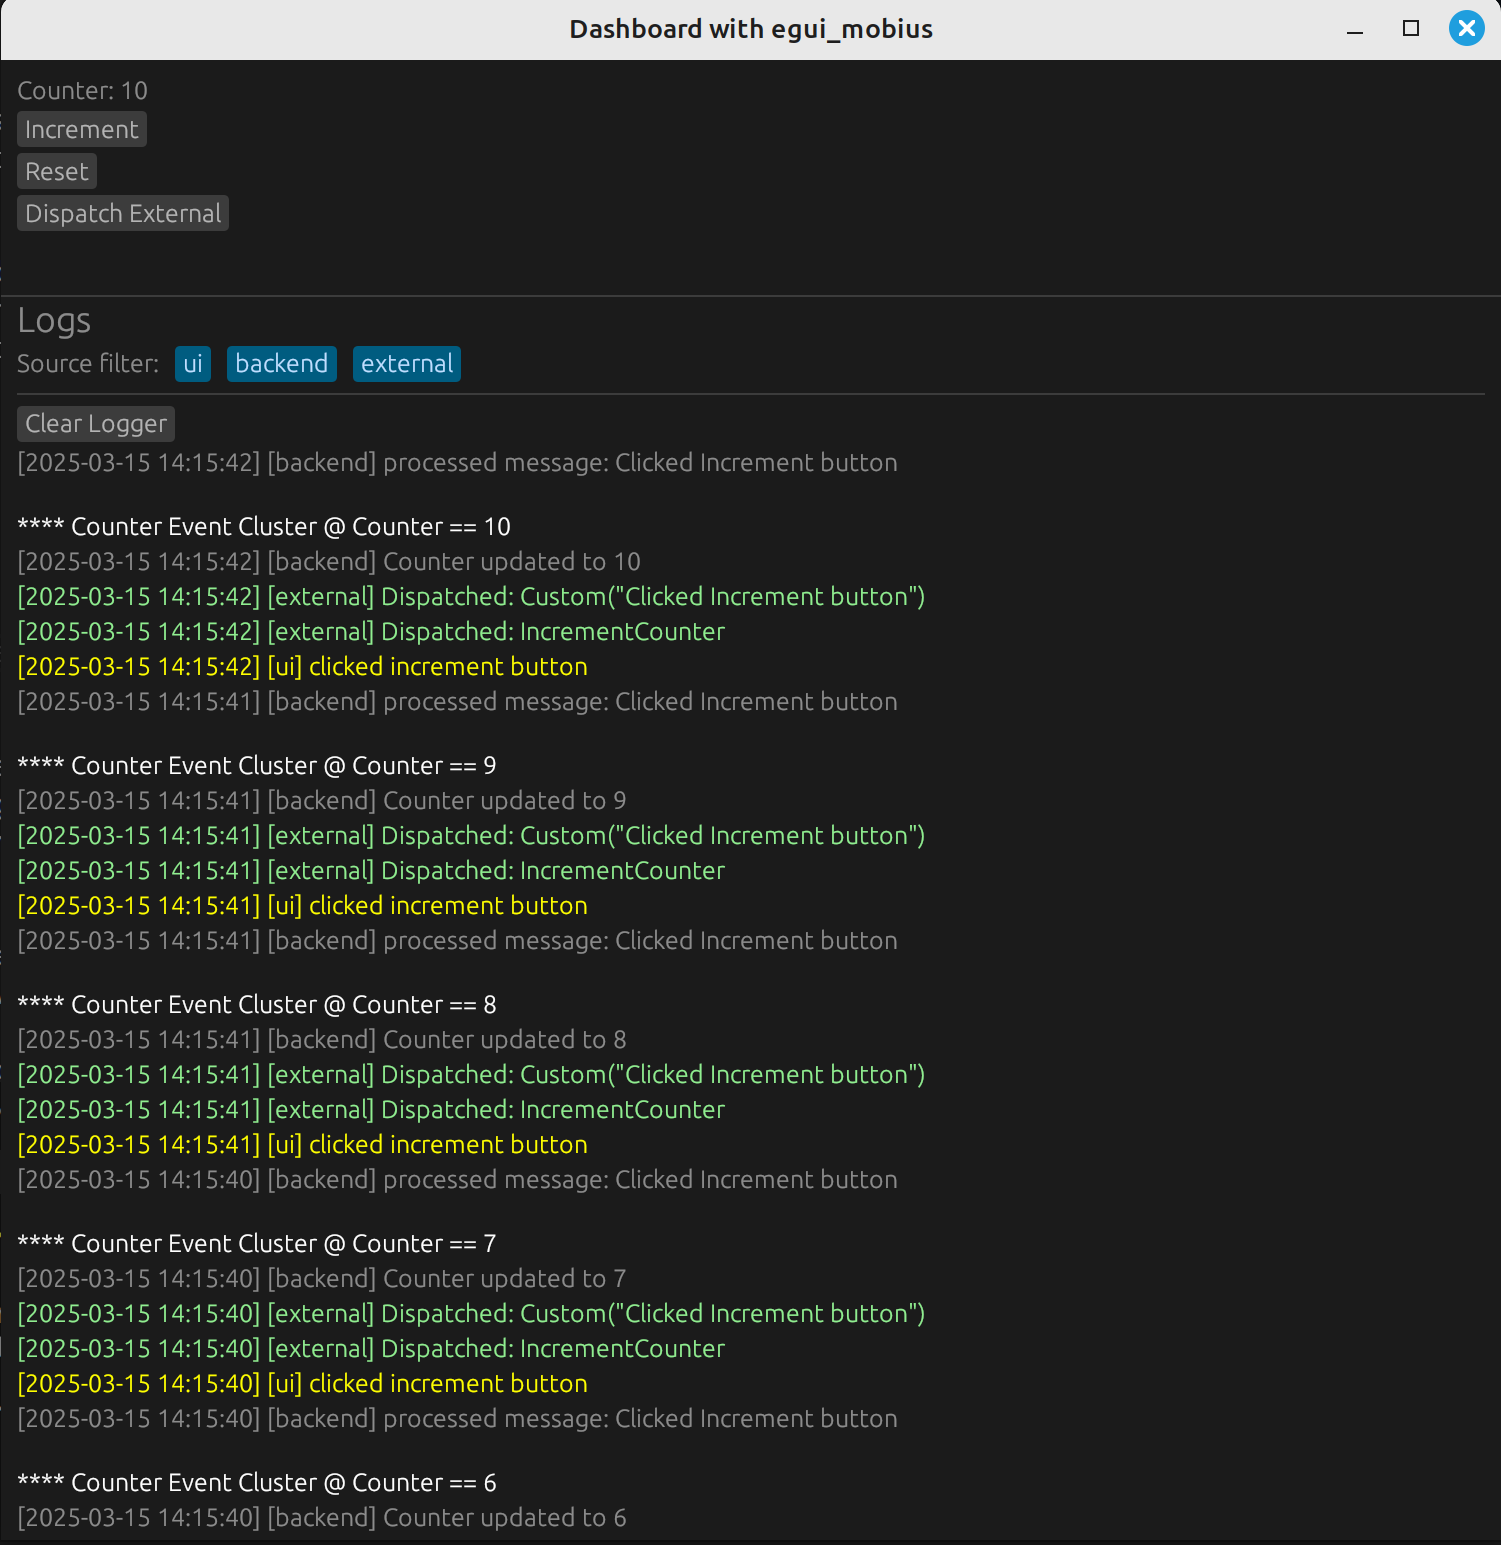 Dashboard with egui_mobius
Counter: 10
Increment
Reset
Dispatch External
Logs
Source filter: ui backend external
Clear Logger
[2025-03-15 14:15:42] [backend] processed message: Clicked Increment button
**** Counter Event Cluster @ Counter == 10
[2025-03-15 14:15:42] [backend] Counter updated to 10
[2025-03-15 14:15:42] [external] Dispatched: Custom("Clicked Increment button")
[2025-03-15 14:15:42] [external] Dispatched: IncrementCounter
[2025-03-15 14:15:42] [ui] clicked increment button
[2025-03-15 14:15:41] [backend] processed message: Clicked Increment button
**** Counter Event Cluster @ Counter == 9
[2025-03-15 14:15:41] [backend] Counter updated to 9
[2025-03-15 14:15:41] [external] Dispatched: Custom("Clicked Increment button")
[2025-03-15 14:15:41] [external] Dispatched: IncrementCounter
[2025-03-15 14:15:41] [ui] clicked increment button
[2025-03-15 14:15:41] [backend] processed message: Clicked Increment button
**** Counter Event Cluster @ Counter == 8
[2025-03-15 14:15:41] [backend] Counter updated to 8
[2025-03-15 14:15:41] [external] Dispatched: Custom("Clicked Increment button")
[2025-03-15 14:15:41] [external] Dispatched: IncrementCounter
[2025-03-15 14:15:41] [ui] clicked increment button
[2025-03-15 14:15:40] [backend] processed message: Clicked Increment button
**** Counter Event Cluster @ Counter == 7
[2025-03-15 14:15:40] [backend] Counter updated to 7
[2025-03-15 14:15:40] [external] Dispatched: Custom("Clicked Increment button")
[2025-03-15 14:15:40] [external] Dispatched: IncrementCounter
[2025-03-15 14:15:40] [ui] clicked increment button
[2025-03-15 14:15:40] [backend] processed message: Clicked Increment button
**** Counter Event Cluster @ Counter == 6
[2025-03-15 14:15:40] [backend] Counter updated to 6